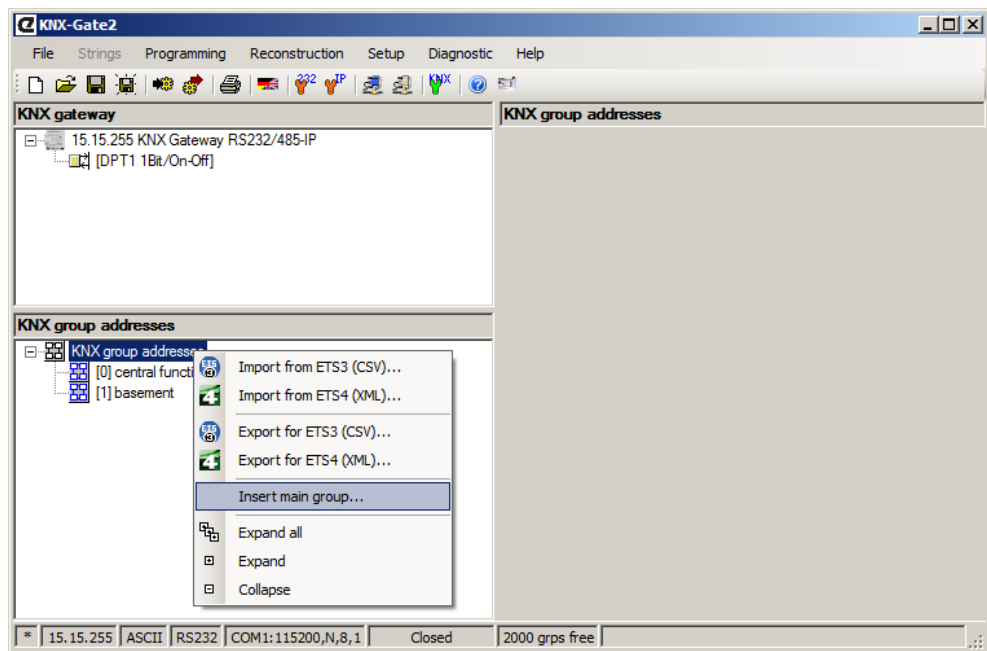 KNX-Gate2
File Strings Programming Reconstruction Setup Diagnostic Help
232 IP KNX
KNX gateway
15.15.255 KNX Gateway RS232/485-IP
[DPT1 1Bit/On-Off]
KNX group addresses
KNX group addresses
KNX group addresses
[0] central functi
[1] basement
Import from ETS3 (CSV)...
Import from ETS4 (XML)...
Export for ETS3 (CSV)...
Export for ETS4 (XML)...
Insert main group...
Expand all
Expand
Collapse
* 15.15.255 ASCII RS232 COM1:115200,N,8,1 Closed 2000 grps free